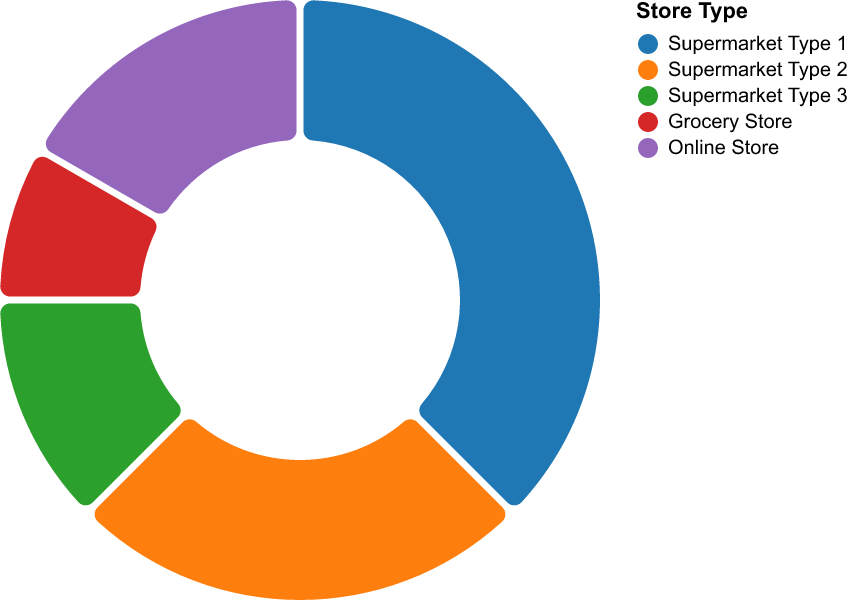 Store Type
Supermarket Type 1
Supermarket Type 2
Supermarket Type 3
Grocery Store
Online Store